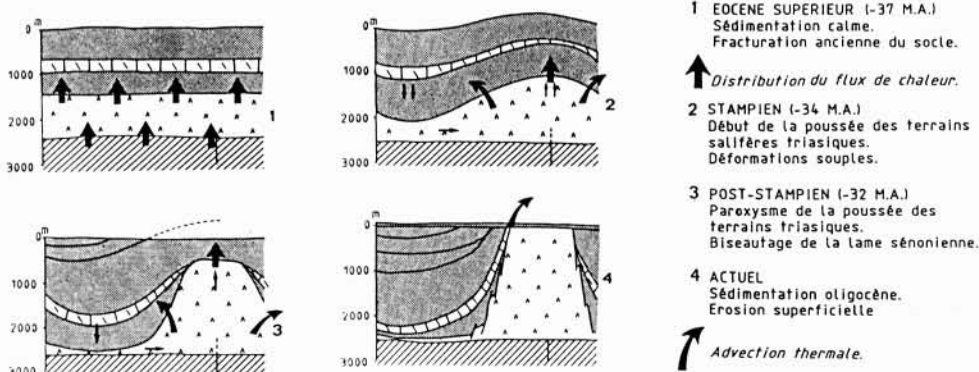 m
0
1000
2000
3000
1
m
0
1000
2000
3000
2
m
0
1000
2000
3000
3
m
0
1000
2000
3000
4
1 EOCENE SUPERIEUR (-37 M.A.)
Sédimentation calme.
Fracturation ancienne du socle.
Distribution du flux de chaleur.
2 STAMPIEN (-34 M.A.)
Début de la poussée des terrains
salifères triasiques.
Déformations souples.
3 POST-STAMPIEN (-32 M.A.)
Paroxysme de la poussée des
terrains triasiques.
Biseautage de la lame sénonienne.
4 ACTUEL
Sédimentation oligocène.
Erosion superficielle
Advection thermale.